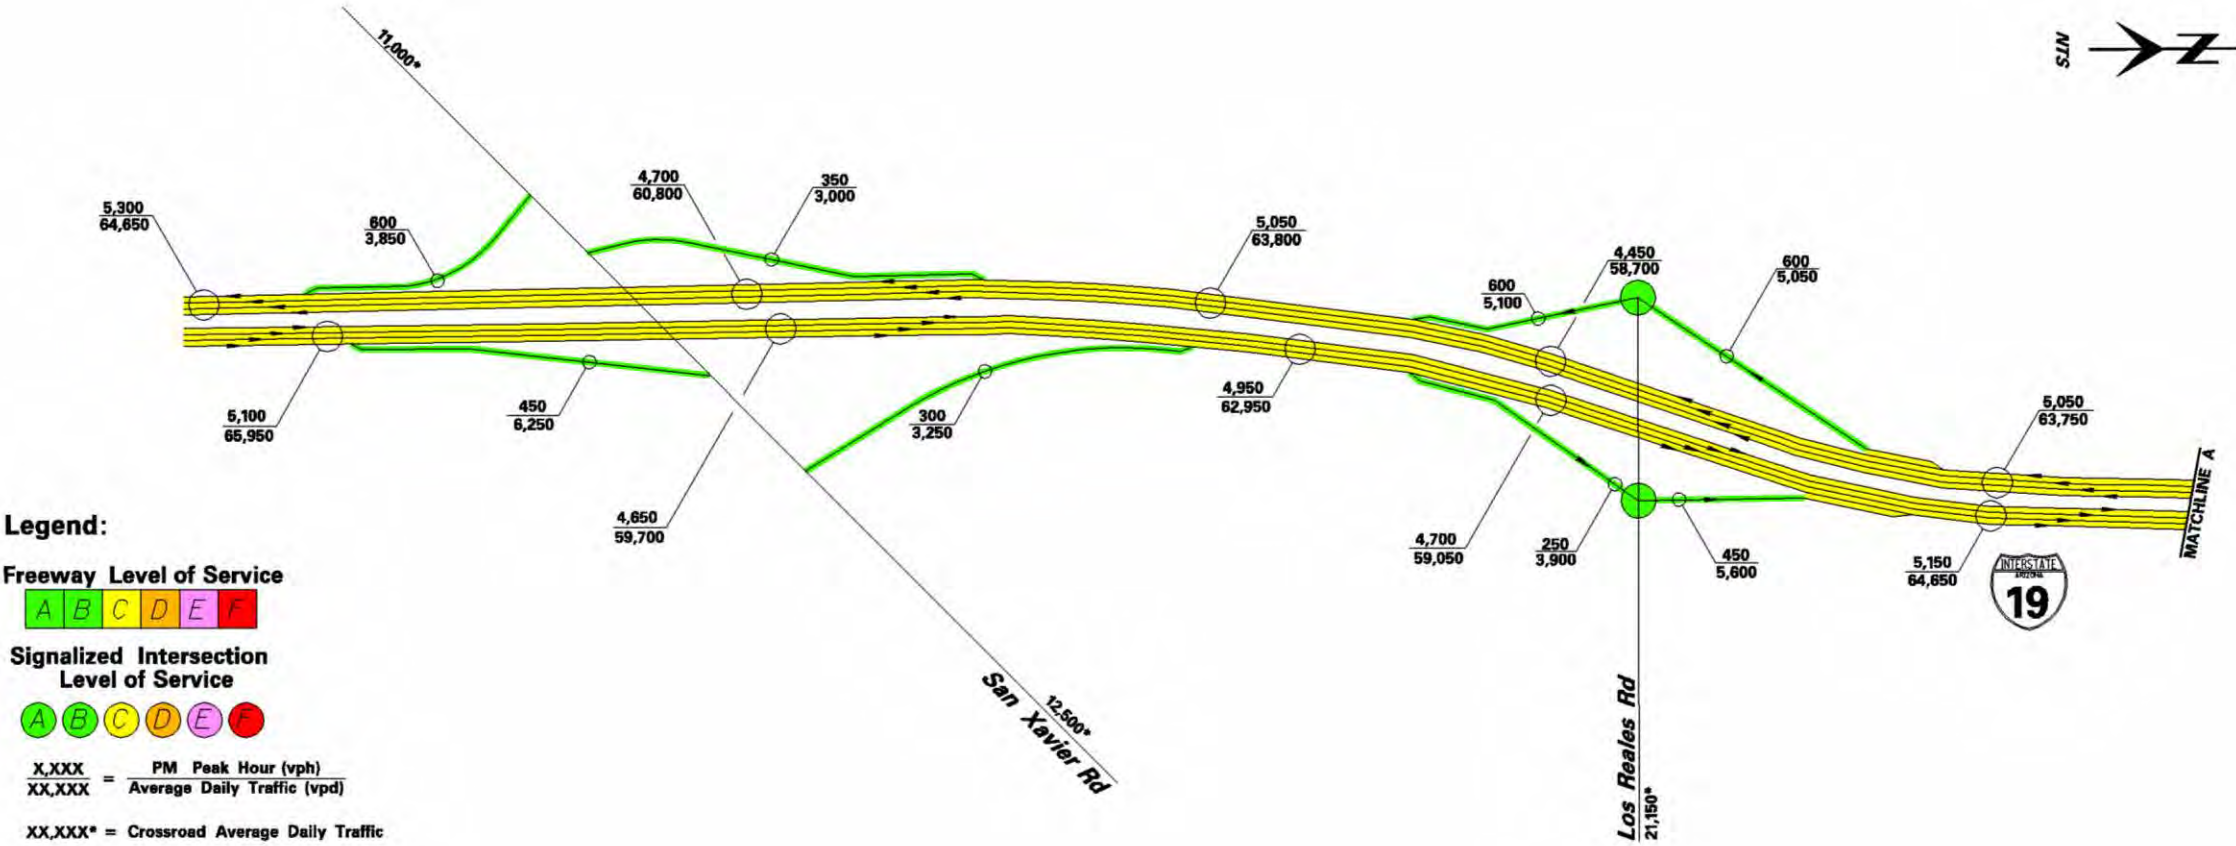 11,000*
NTS
N
5,300
64,650
600
3,850
4,700
60,800
350
3,000
5,050
63,800
4,450
58,700
600
5,100
600
5,050
5,100
65,950
450
6,250
300
3,250
4,950
62,950
5,050
63,750
4,650
59,700
4,700
59,050
250
3,900
450
5,600
5,150
64,650
MATCHLINE A
INTERSTATE
ARIZONA
19
San Xavier Rd
12,500*
Los Reales Rd
21,150*
Legend:
Freeway Level of Service
A B C D E F
Signalized Intersection
Level of Service
A B C D E F
X,XXX
XX,XXX
=
PM Peak Hour (vph)
Average Daily Traffic (vpd)
XX,XXX* = Crossroad Average Daily Traffic